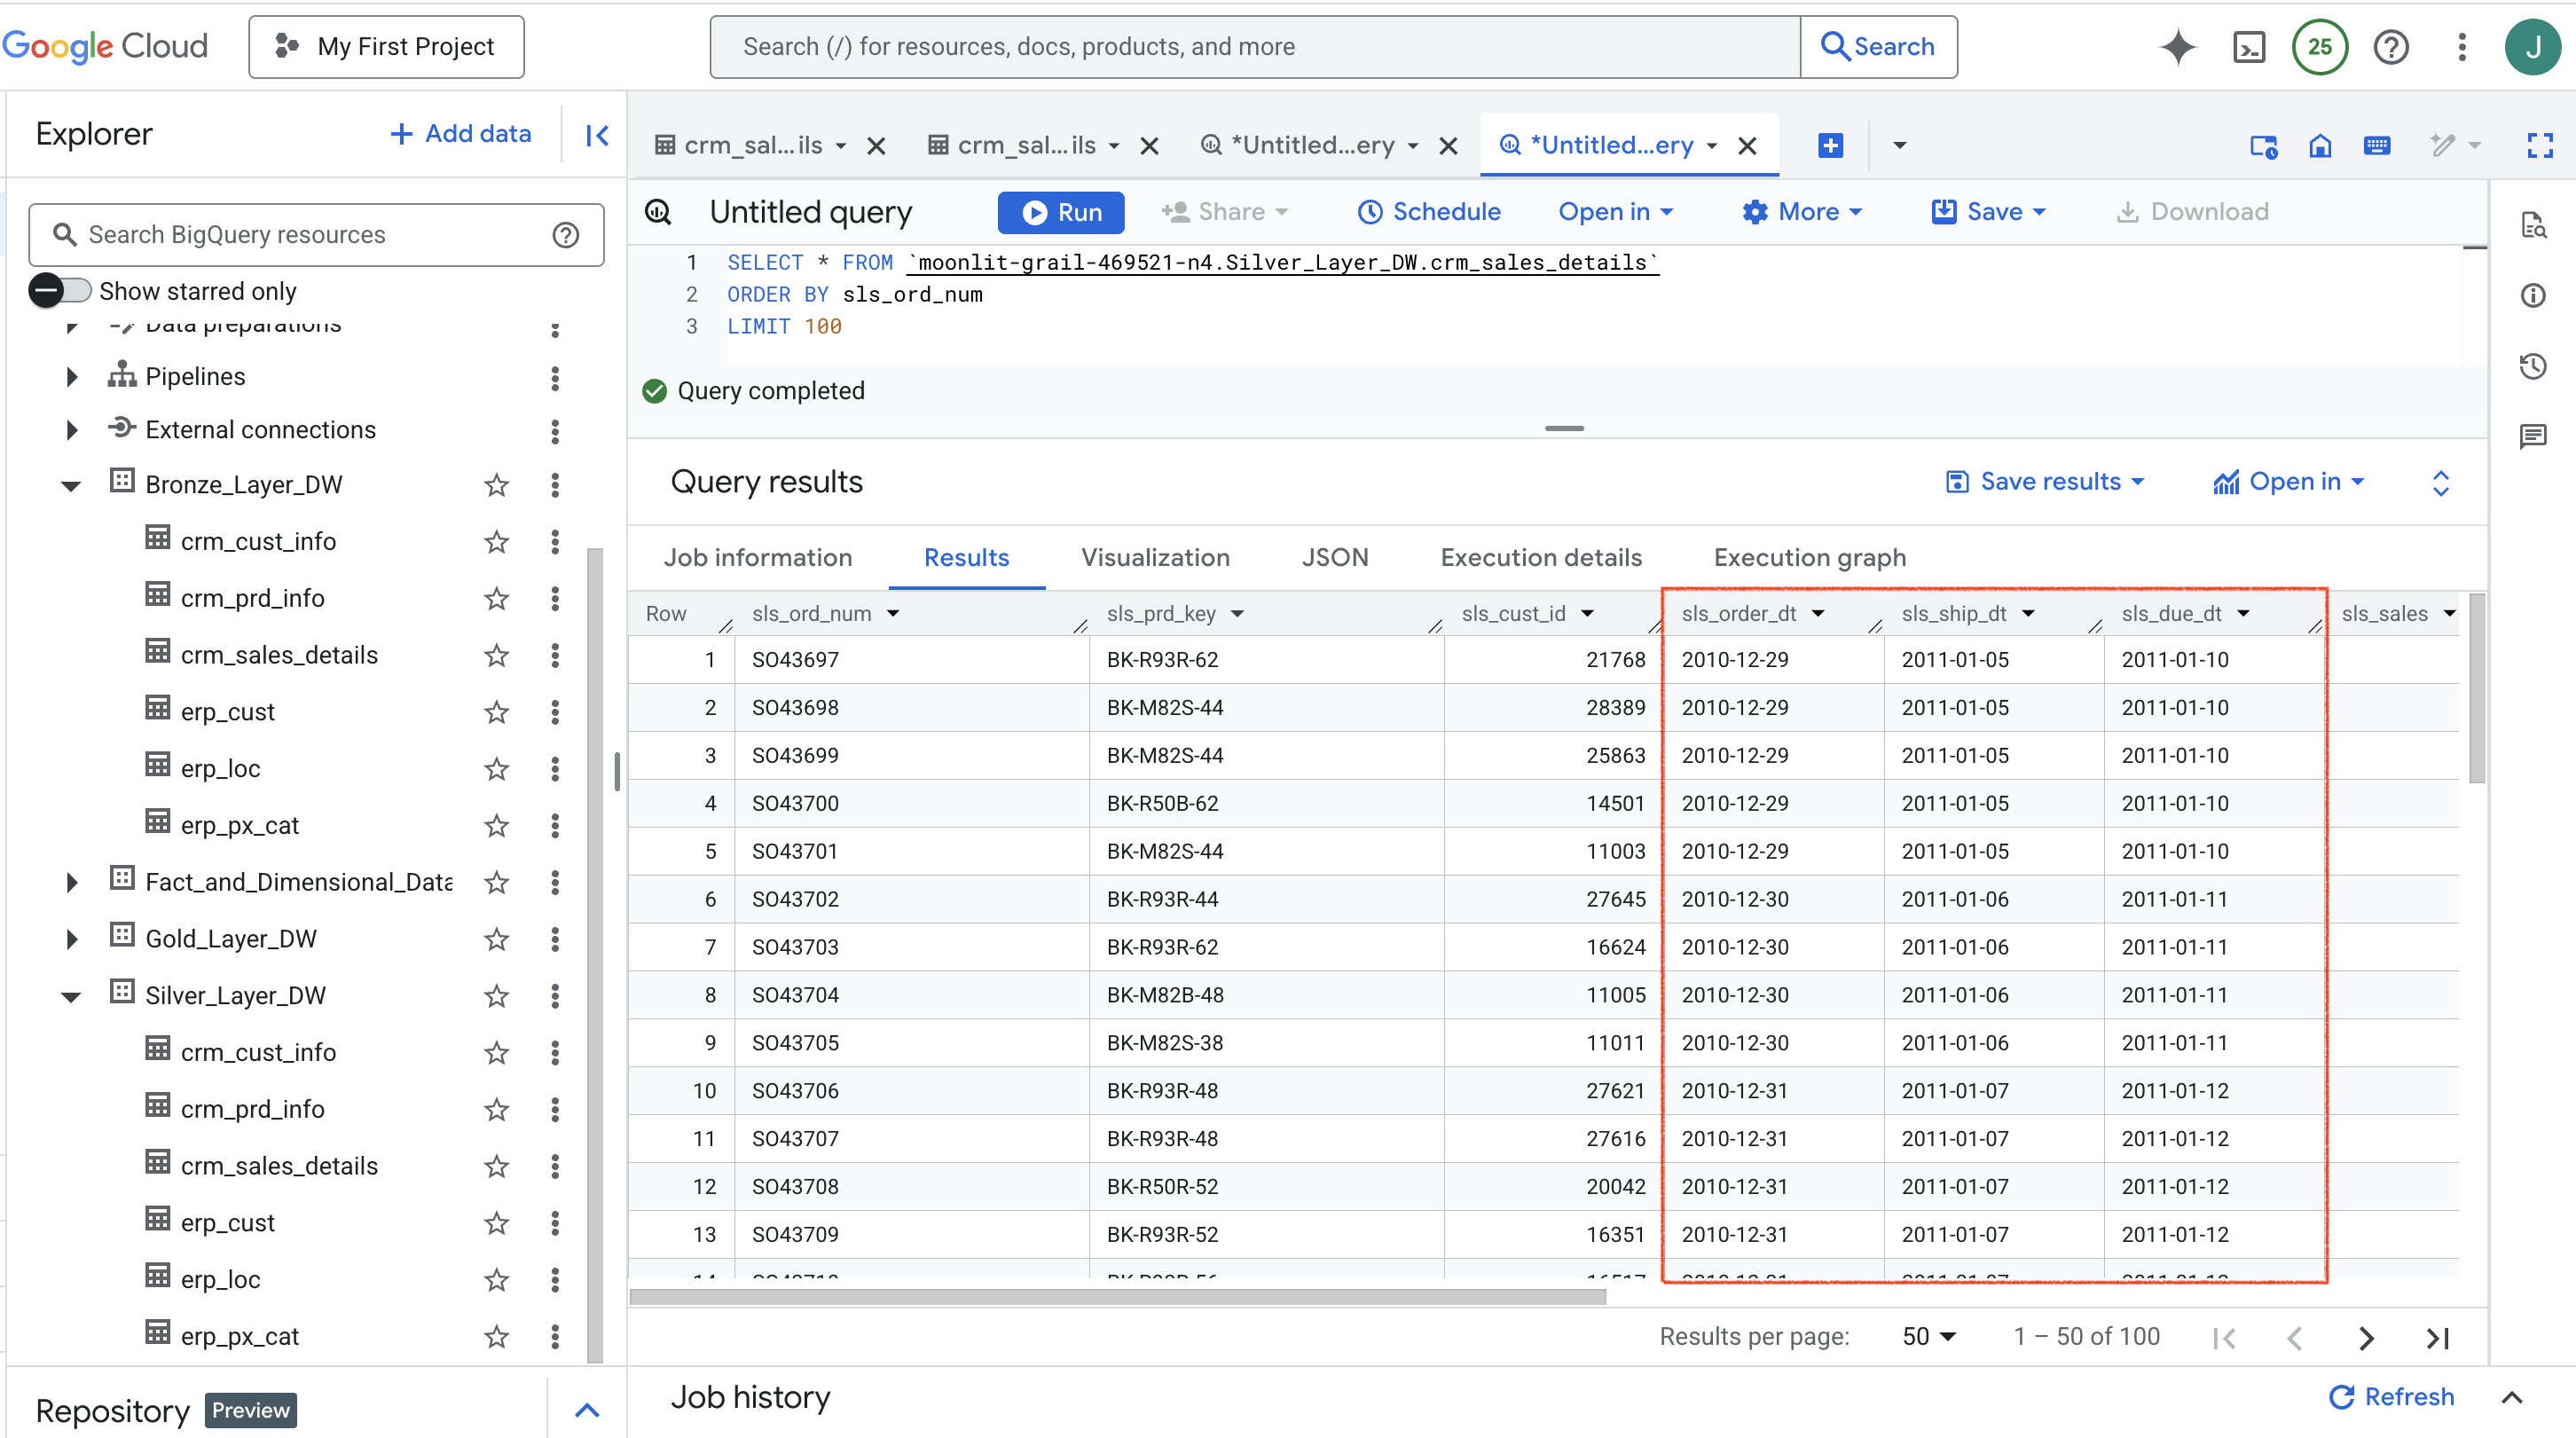 Google Cloud
My First Project
Search (/) for resources, docs, products, and more
Search
25
J
Explorer
+ Add data
Search BigQuery resources
Show starred only
Data preparations
Pipelines
External connections
Bronze_Layer_DW
crm_cust_info
crm_prd_info
crm_sales_details
erp_cust
erp_loc
erp_px_cat
Fact_and_Dimensional_Data
Gold_Layer_DW
Silver_Layer_DW
crm_cust_info
crm_prd_info
crm_sales_details
erp_cust
erp_loc
erp_px_cat
Repository Preview
crm_sal...ils
crm_sal...ils
*Untitled...ery
*Untitled...ery
Untitled query
Run
Share
Schedule
Open in
More
Save
Download
1 SELECT * FROM `moonlit-grail-469521-n4.Silver_Layer_DW.crm_sales_details`
2 ORDER BY sls_ord_num
3 LIMIT 100
Query completed
Query results
Save results
Open in
Job information Results Visualization JSON Execution details Execution graph
Row sls_ord_num sls_prd_key sls_cust_id sls_order_dt sls_ship_dt sls_due_dt sls_sales
1 SO43697 BK-R93R-62 21768 2010-12-29 2011-01-05 2011-01-10
2 SO43698 BK-M82S-44 28389 2010-12-29 2011-01-05 2011-01-10
3 SO43699 BK-M82S-44 25863 2010-12-29 2011-01-05 2011-01-10
4 SO43700 BK-R50B-62 14501 2010-12-29 2011-01-05 2011-01-10
5 SO43701 BK-M82S-44 11003 2010-12-29 2011-01-05 2011-01-10
6 SO43702 BK-R93R-44 27645 2010-12-30 2011-01-06 2011-01-11
7 SO43703 BK-R93R-62 16624 2010-12-30 2011-01-06 2011-01-11
8 SO43704 BK-M82B-48 11005 2010-12-30 2011-01-06 2011-01-11
9 SO43705 BK-M82S-38 11011 2010-12-30 2011-01-06 2011-01-11
10 SO43706 BK-R93R-48 27621 2010-12-31 2011-01-07 2011-01-12
11 SO43707 BK-R93R-48 27616 2010-12-31 2011-01-07 2011-01-12
12 SO43708 BK-R50R-52 20042 2010-12-31 2011-01-07 2011-01-12
13 SO43709 BK-R93R-52 16351 2010-12-31 2011-01-07 2011-01-12
Results per page: 50 1 – 50 of 100
Job history
Refresh